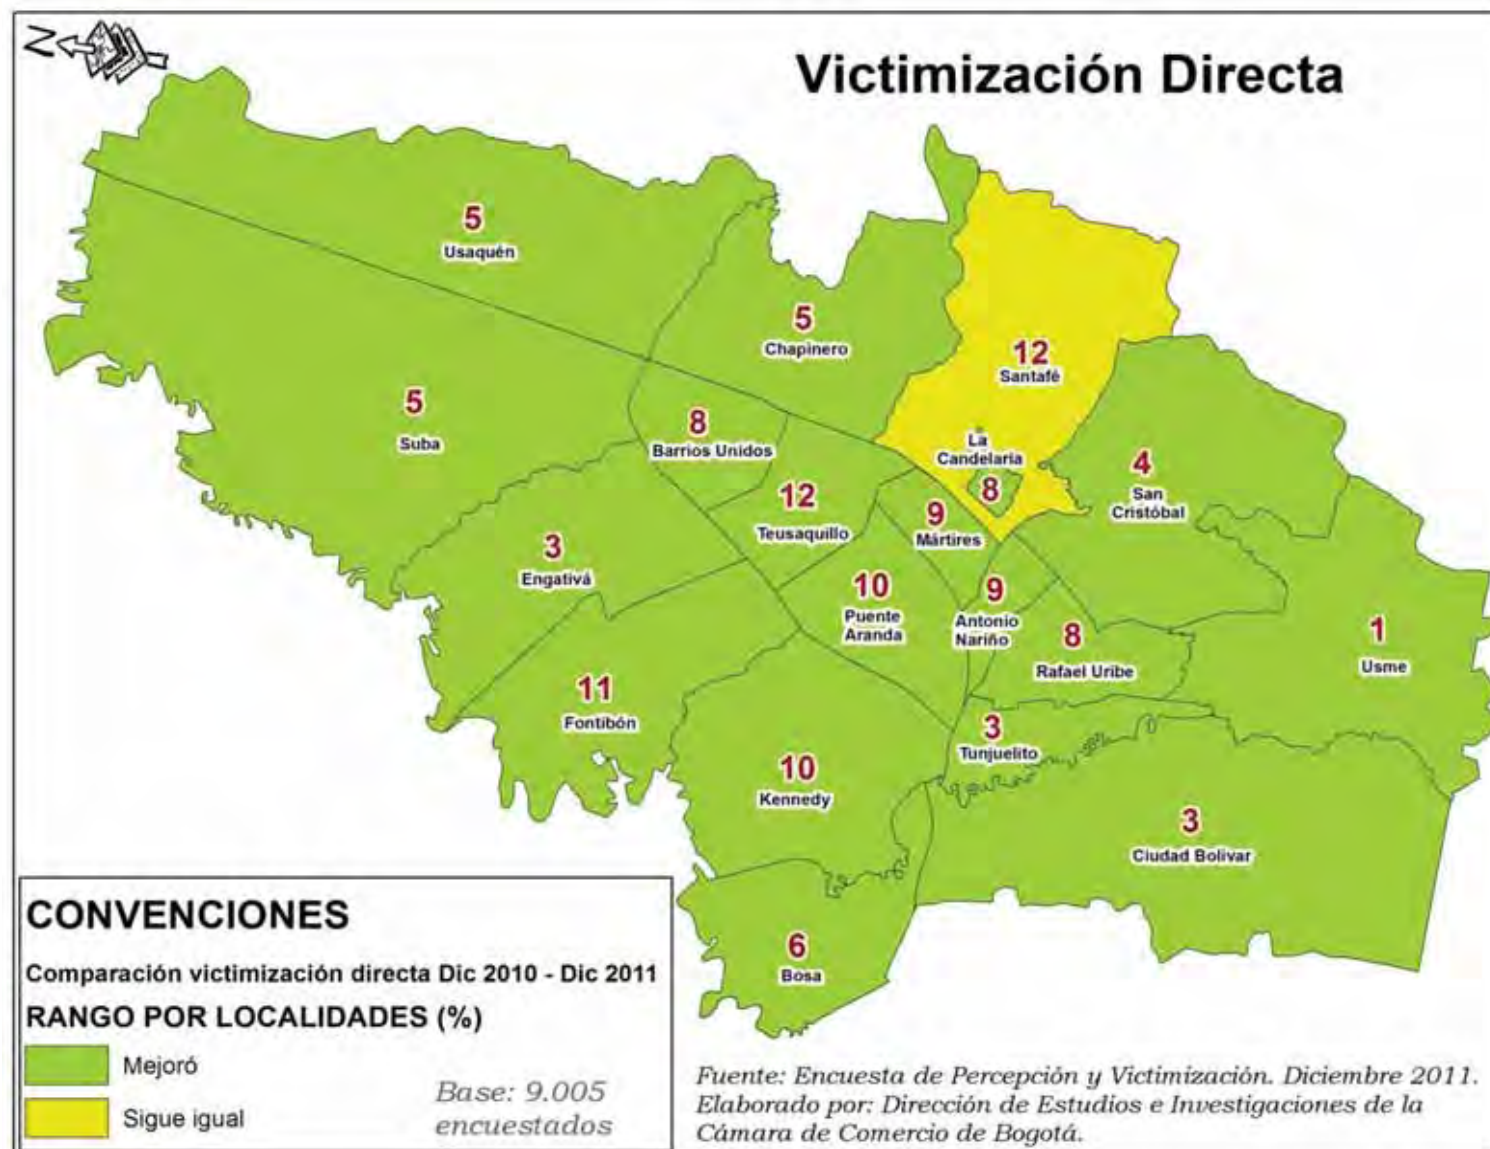 N
Victimización Directa
5
Usaquén
5
Chapinero
12
Santafé
5
Suba
8
Barrios Unidos
La
Candelaria
8
4
San
Cristóbal
12
Teusaquillo
9
Mártires
3
Engativá
10
Puente
Aranda
9
Antonio
Nariño
8
Rafael Uribe
1
Usme
11
Fontibón
3
Tunjuelito
10
Kennedy
3
Ciudad Bolivar
6
Bosa
CONVENCIONES
Comparación victimización directa Dic 2010 - Dic 2011
RANGO POR LOCALIDADES (%)
Mejoró
Sigue igual
Base: 9.005
encuestados
Fuente: Encuesta de Percepción y Victimización. Diciembre 2011.
Elaborado por: Dirección de Estudios e Investigaciones de la
Cámara de Comercio de Bogotá.